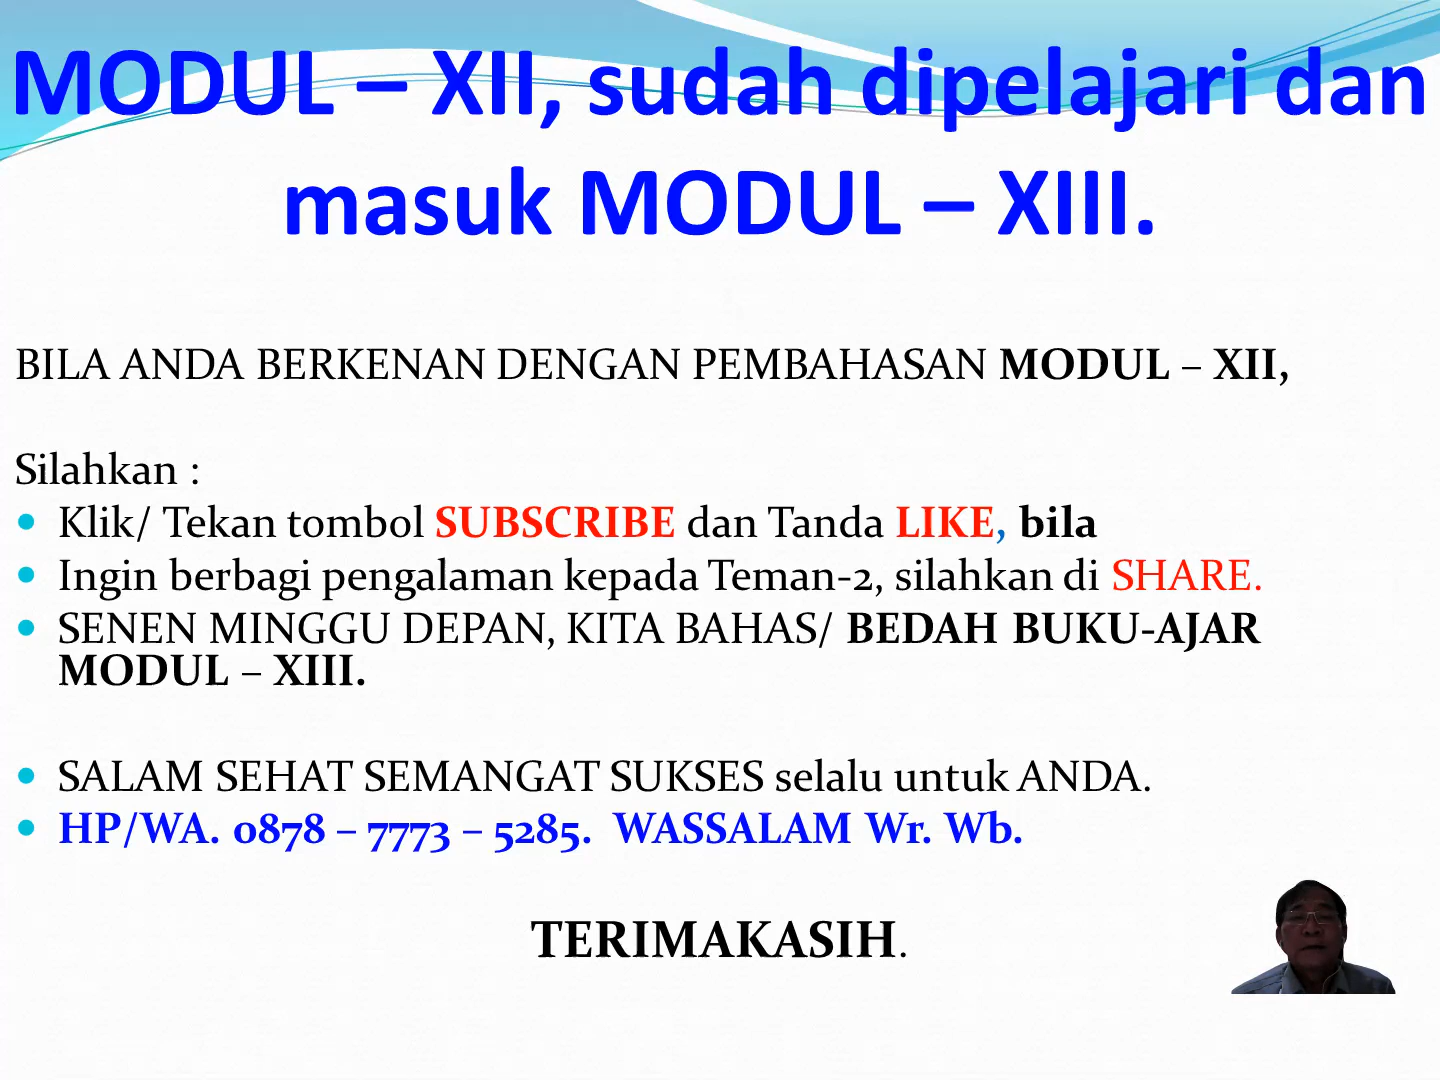 MODUL – XII, sudah dipelajari dan
masuk MODUL – XIII.
BILA ANDA BERKENAN DENGAN PEMBAHASAN MODUL – XII,
Silahkan :
• Klik/ Tekan tombol SUBSCRIBE dan Tanda LIKE, bila
• Ingin berbagi pengalaman kepada Teman-2, silahkan di SHARE.
• SENEN MINGGU DEPAN, KITA BAHAS/ BEDAH BUKU-AJAR
MODUL – XIII.
• SALAM SEHAT SEMANGAT SUKSES selalu untuk ANDA.
• HP/WA. 0878 – 7773 – 5285. WASSALAM Wr. Wb.
TERIMAKASIH.